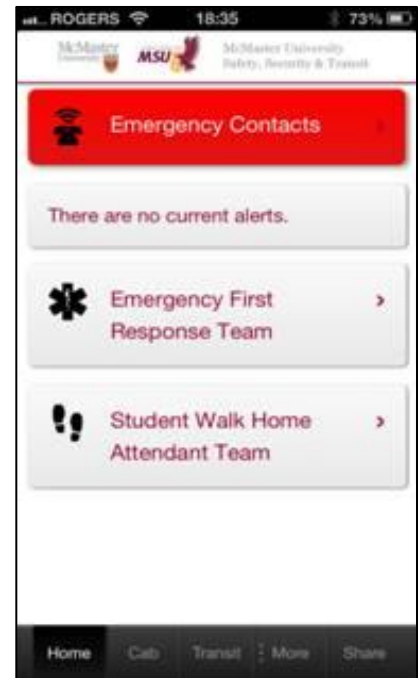 ROGERS 18:35 73%
McMaster University MSU McMaster University
Safety, Security & Transit
Emergency Contacts
There are no current alerts.
Emergency First
Response Team
Student Walk Home
Attendant Team
Home Cab Transit More Share